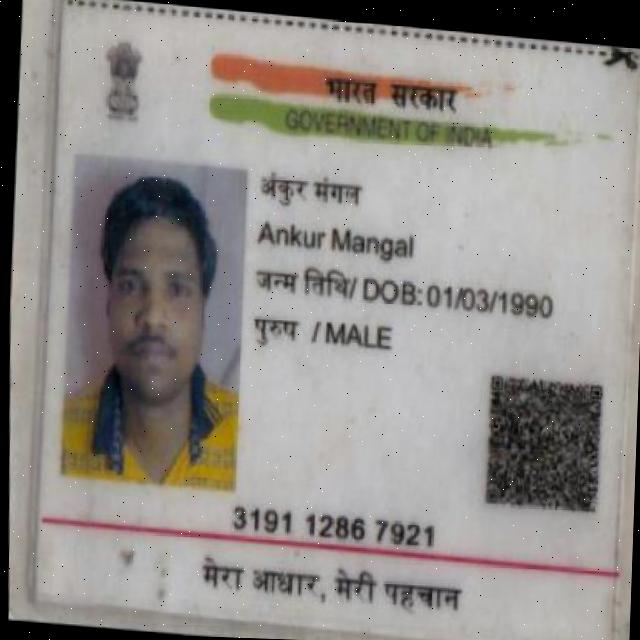 भारत सरकार
GOVERNMENT OF INDIA
अंकुर मंगल
Ankur Mangal
जन्म तिथि/ DOB: 01/03/1990
पुरुष / MALE
3191 1286 7921
मेरा आधार, मेरी पहचान